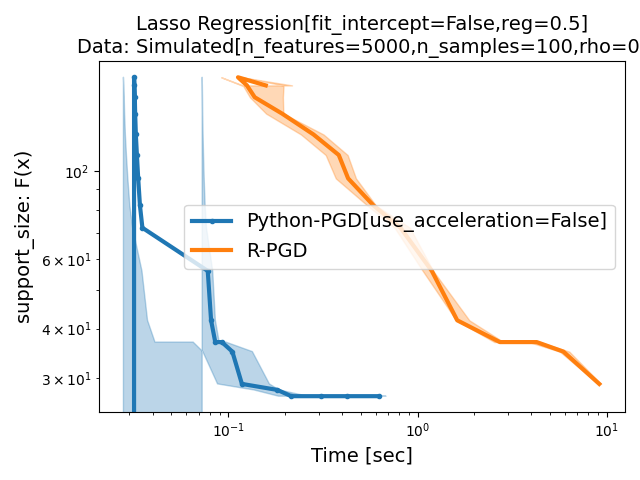 Lasso Regression[fit_intercept=False,reg=0.5]
Data: Simulated[n_features=5000,n_samples=100,rho=0
support_size: F(x)
10²
6 × 10¹
4 × 10¹
3 × 10¹
Python-PGD[use_acceleration=False]
R-PGD
10⁻¹ 10⁰ 10¹
Time [sec]